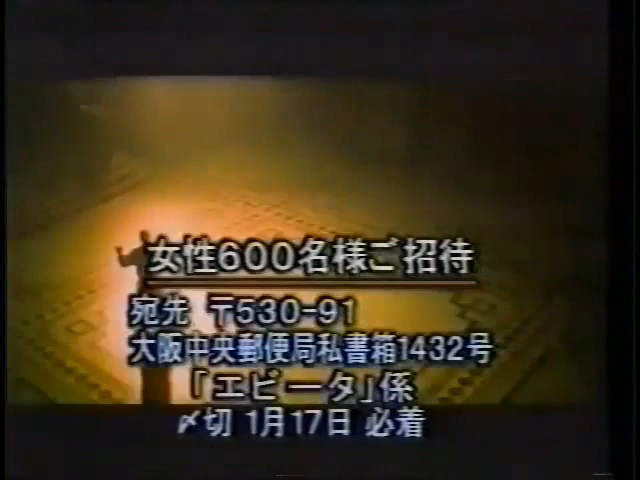 女性600名様ご招待
宛先 〒530-91
大阪中央郵便局私書箱1432号
「エビータ」係
〆切 1月17日 必着